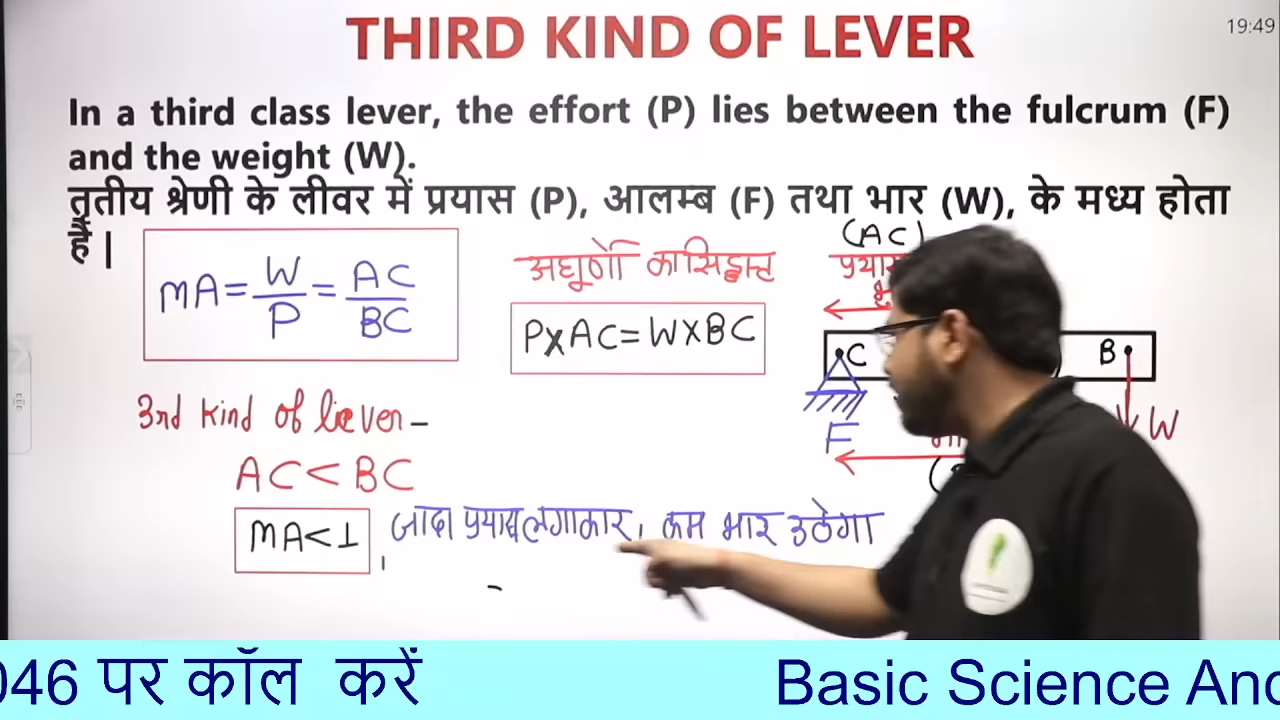 THIRD KIND OF LEVER
19:49
In a third class lever, the effort (P) lies between the fulcrum (F)
and the weight (W).
तृतीय श्रेणी के लीवर में प्रयास (P), आलम्ब (F) तथा भार (W), के मध्य होता
है |
(AC)
MA = W/P = AC/BC
अघूर्णो का सिद्धान्त
P×AC=W×BC
C
B
F
W
3rd kind of liever-
AC < BC
MA<1, जादा प्रयास लगाकार, कम भार उठेगा
-
046 पर कॉल करें
Basic Science And